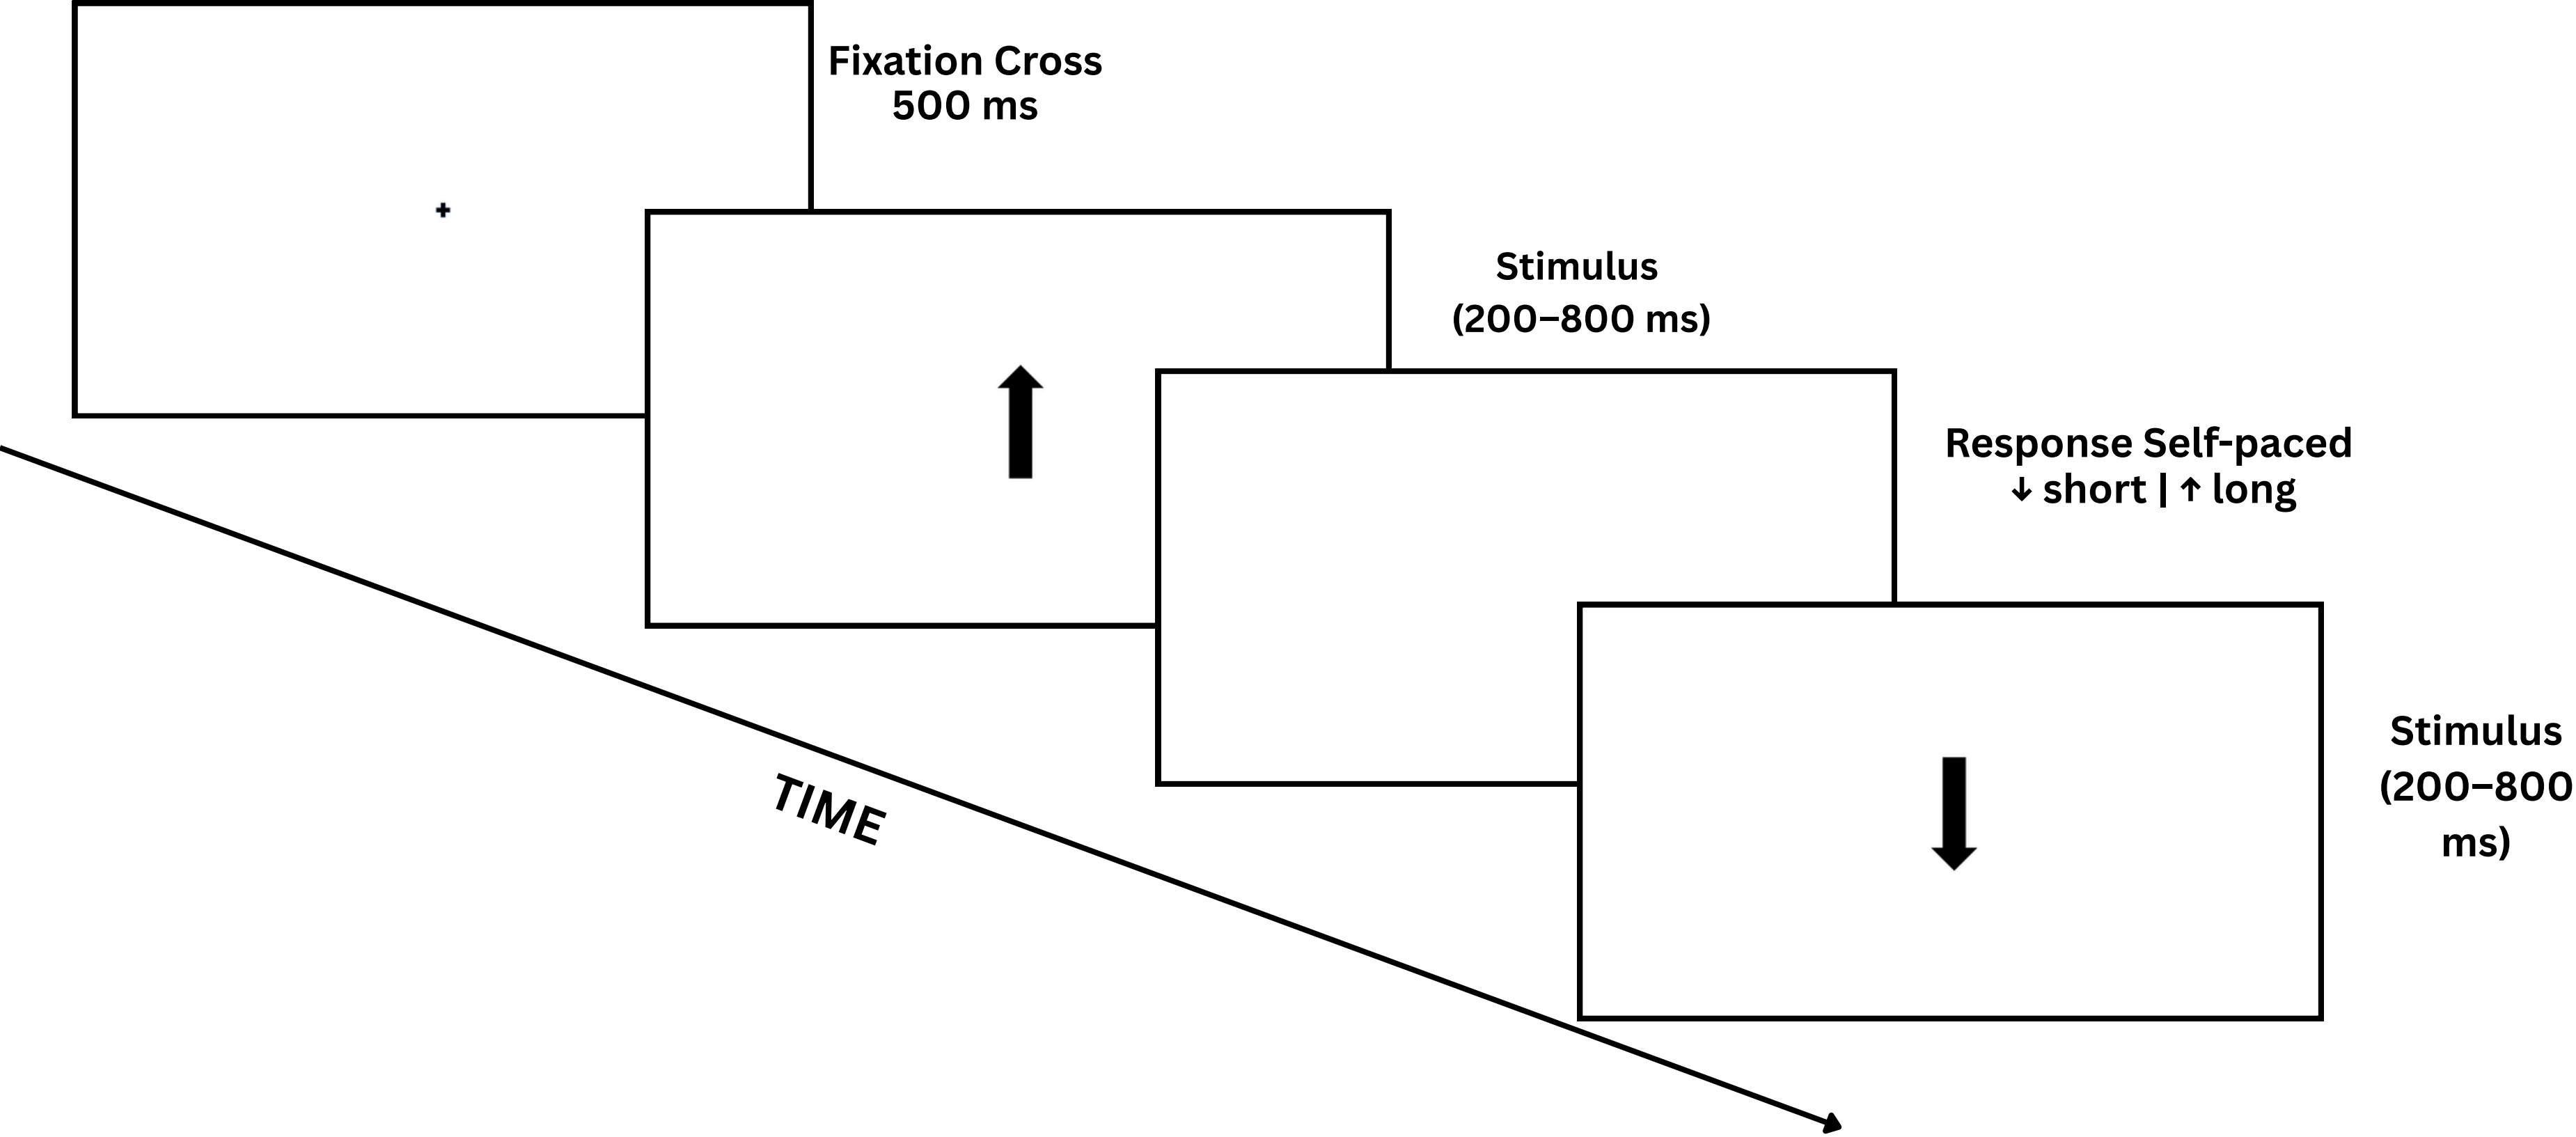 Fixation Cross
500 ms
Stimulus
(200–800 ms)
Response Self-paced
↓ short | ↑ long
Stimulus
(200–800
ms)
TIME